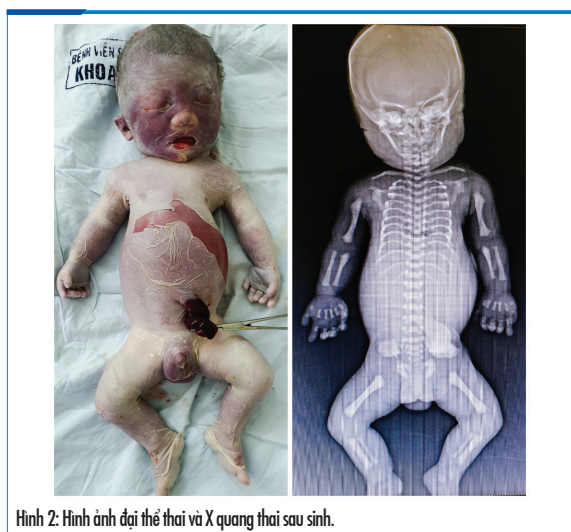 BỆNH VIỆN
KHOA
Hình 2: Hình ảnh đại thể thai và X quang thai sau sinh.